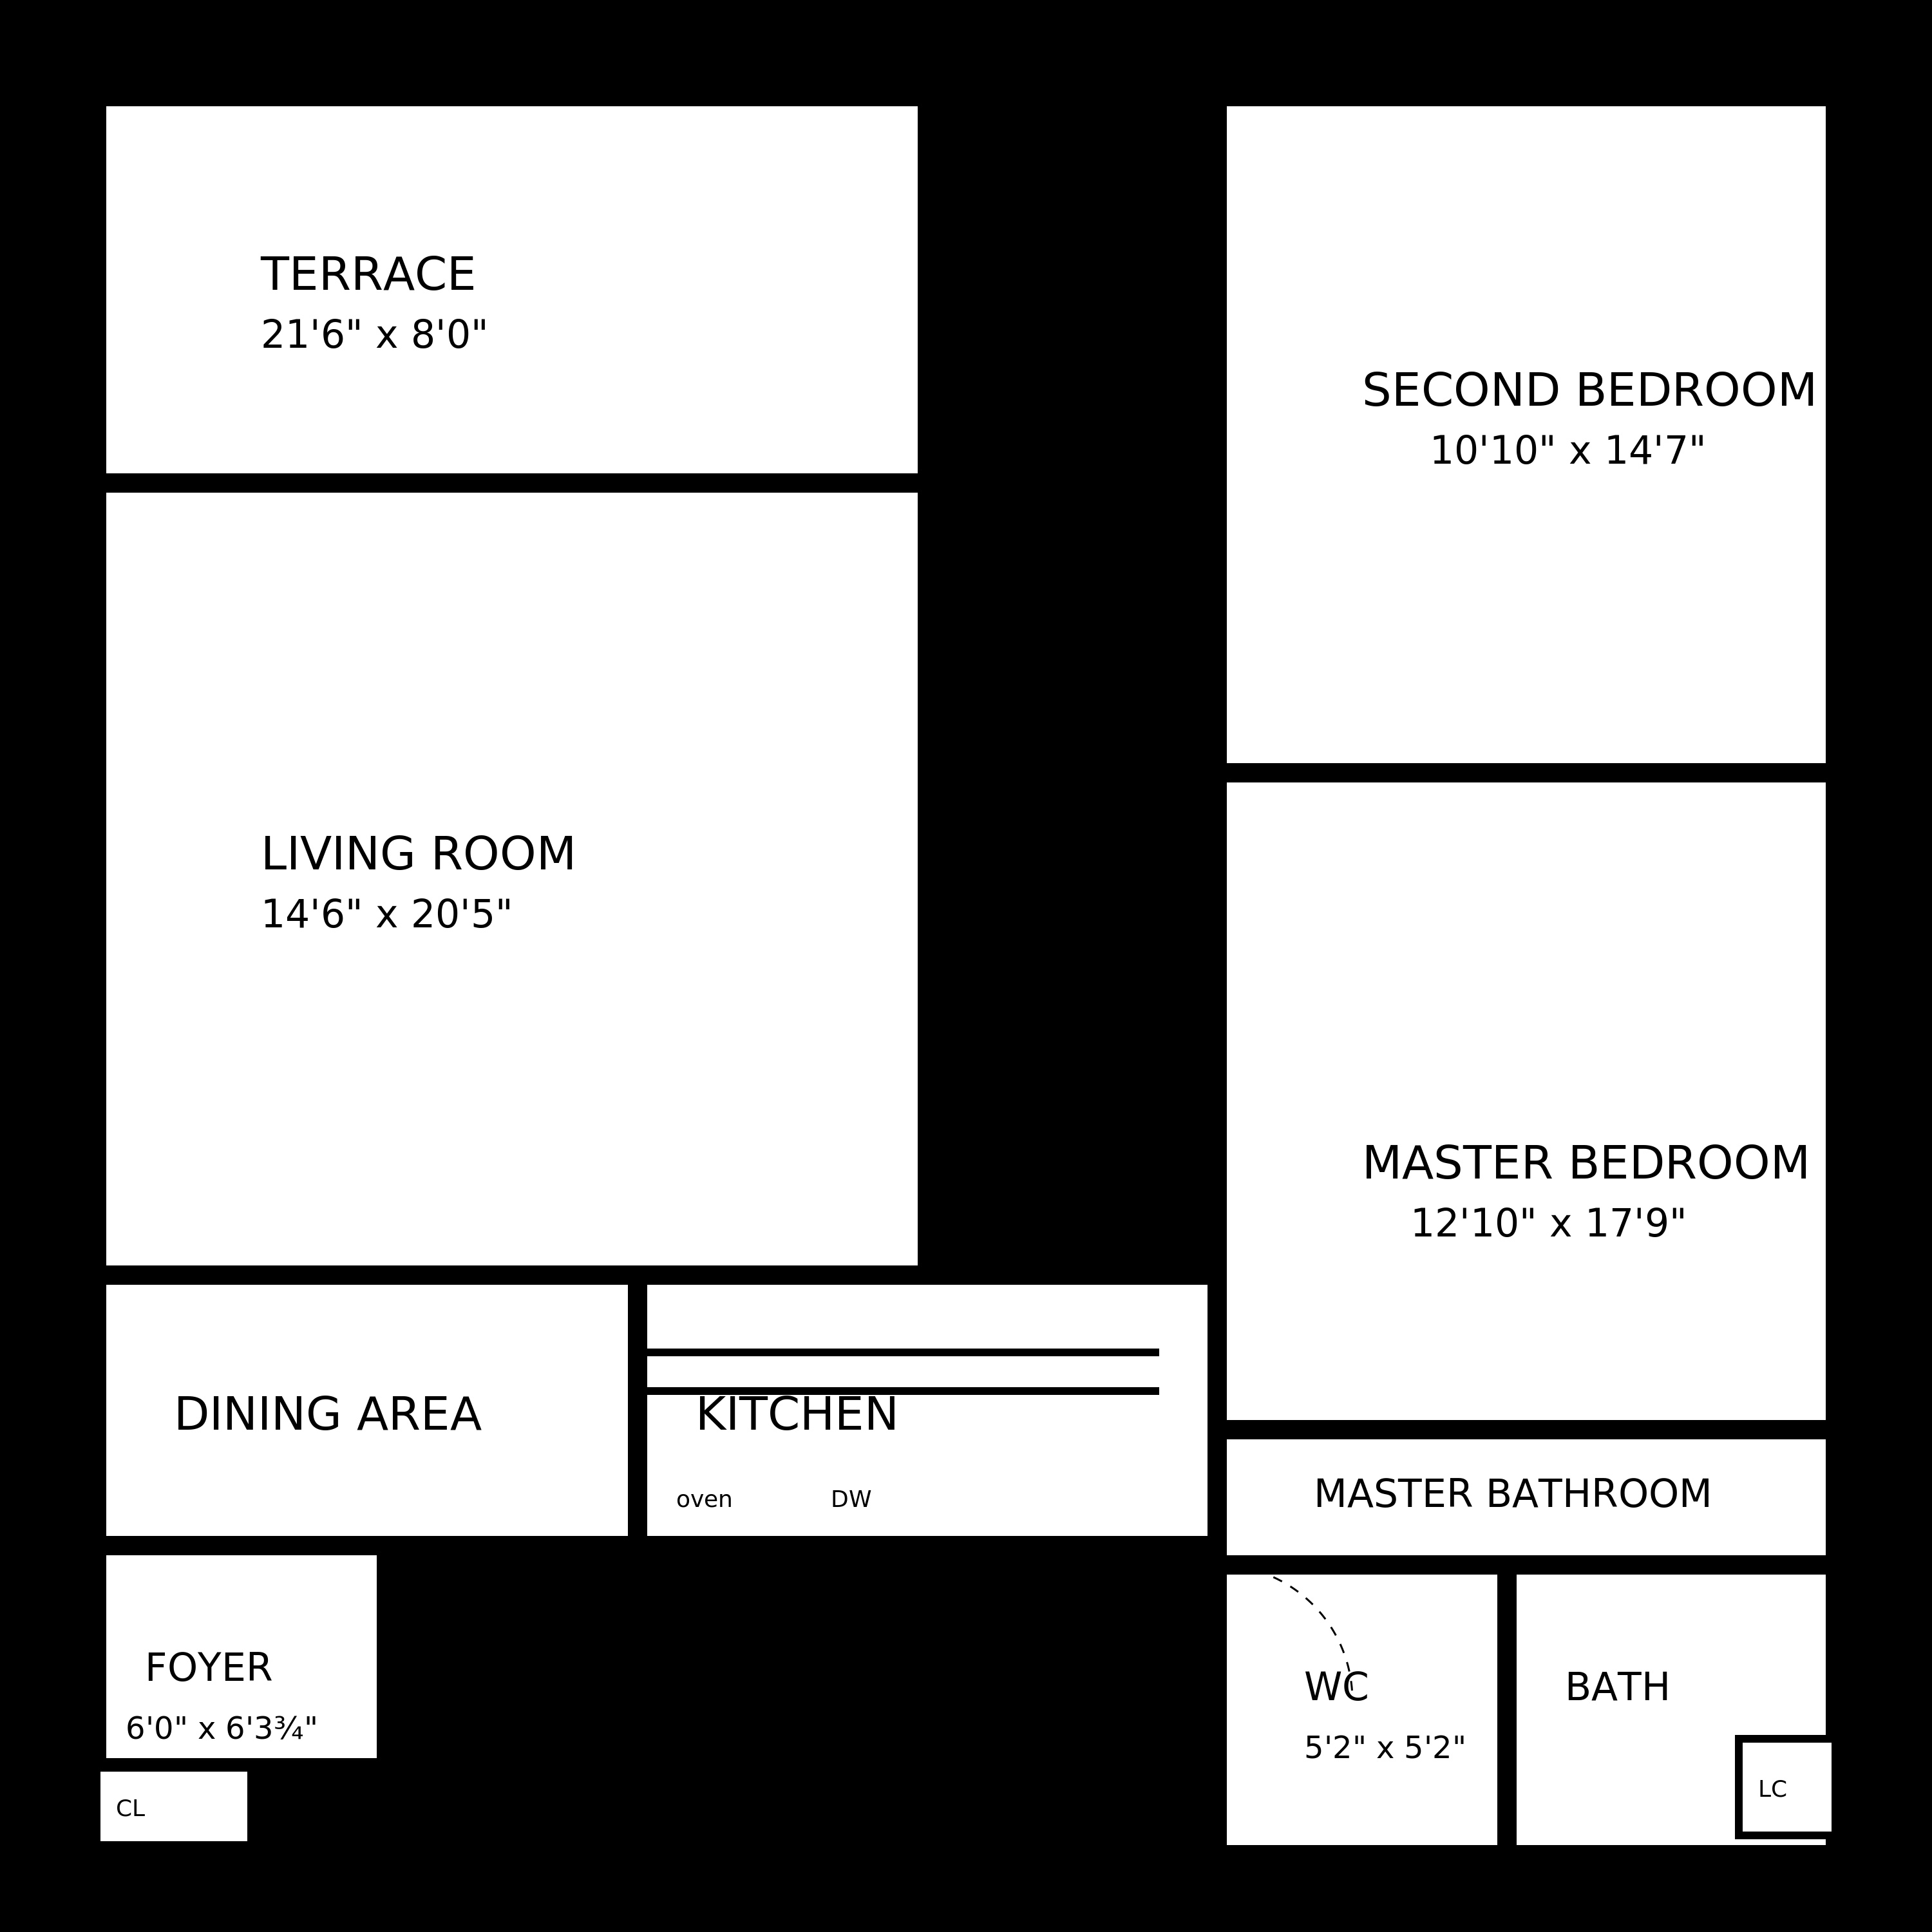 TERRACE
21'6" x 8'0"
SECOND BEDROOM
10'10" x 14'7"
LIVING ROOM
14'6" x 20'5"
MASTER BEDROOM
12'10" x 17'9"
DINING AREA
KITCHEN
oven
DW
MASTER BATHROOM
FOYER
6'0" x 6'3¾"
WC
5'2" x 5'2"
BATH
LC
CL